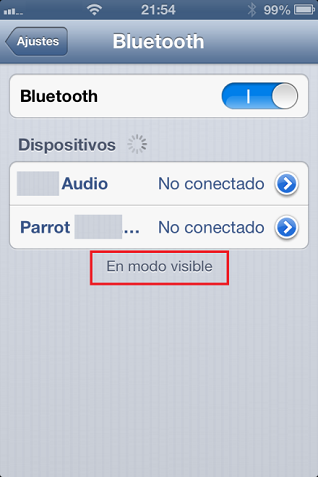 21:54 99%
Ajustes Bluetooth
Bluetooth
Dispositivos
Audio No conectado
Parrot ... No conectado
En modo visible